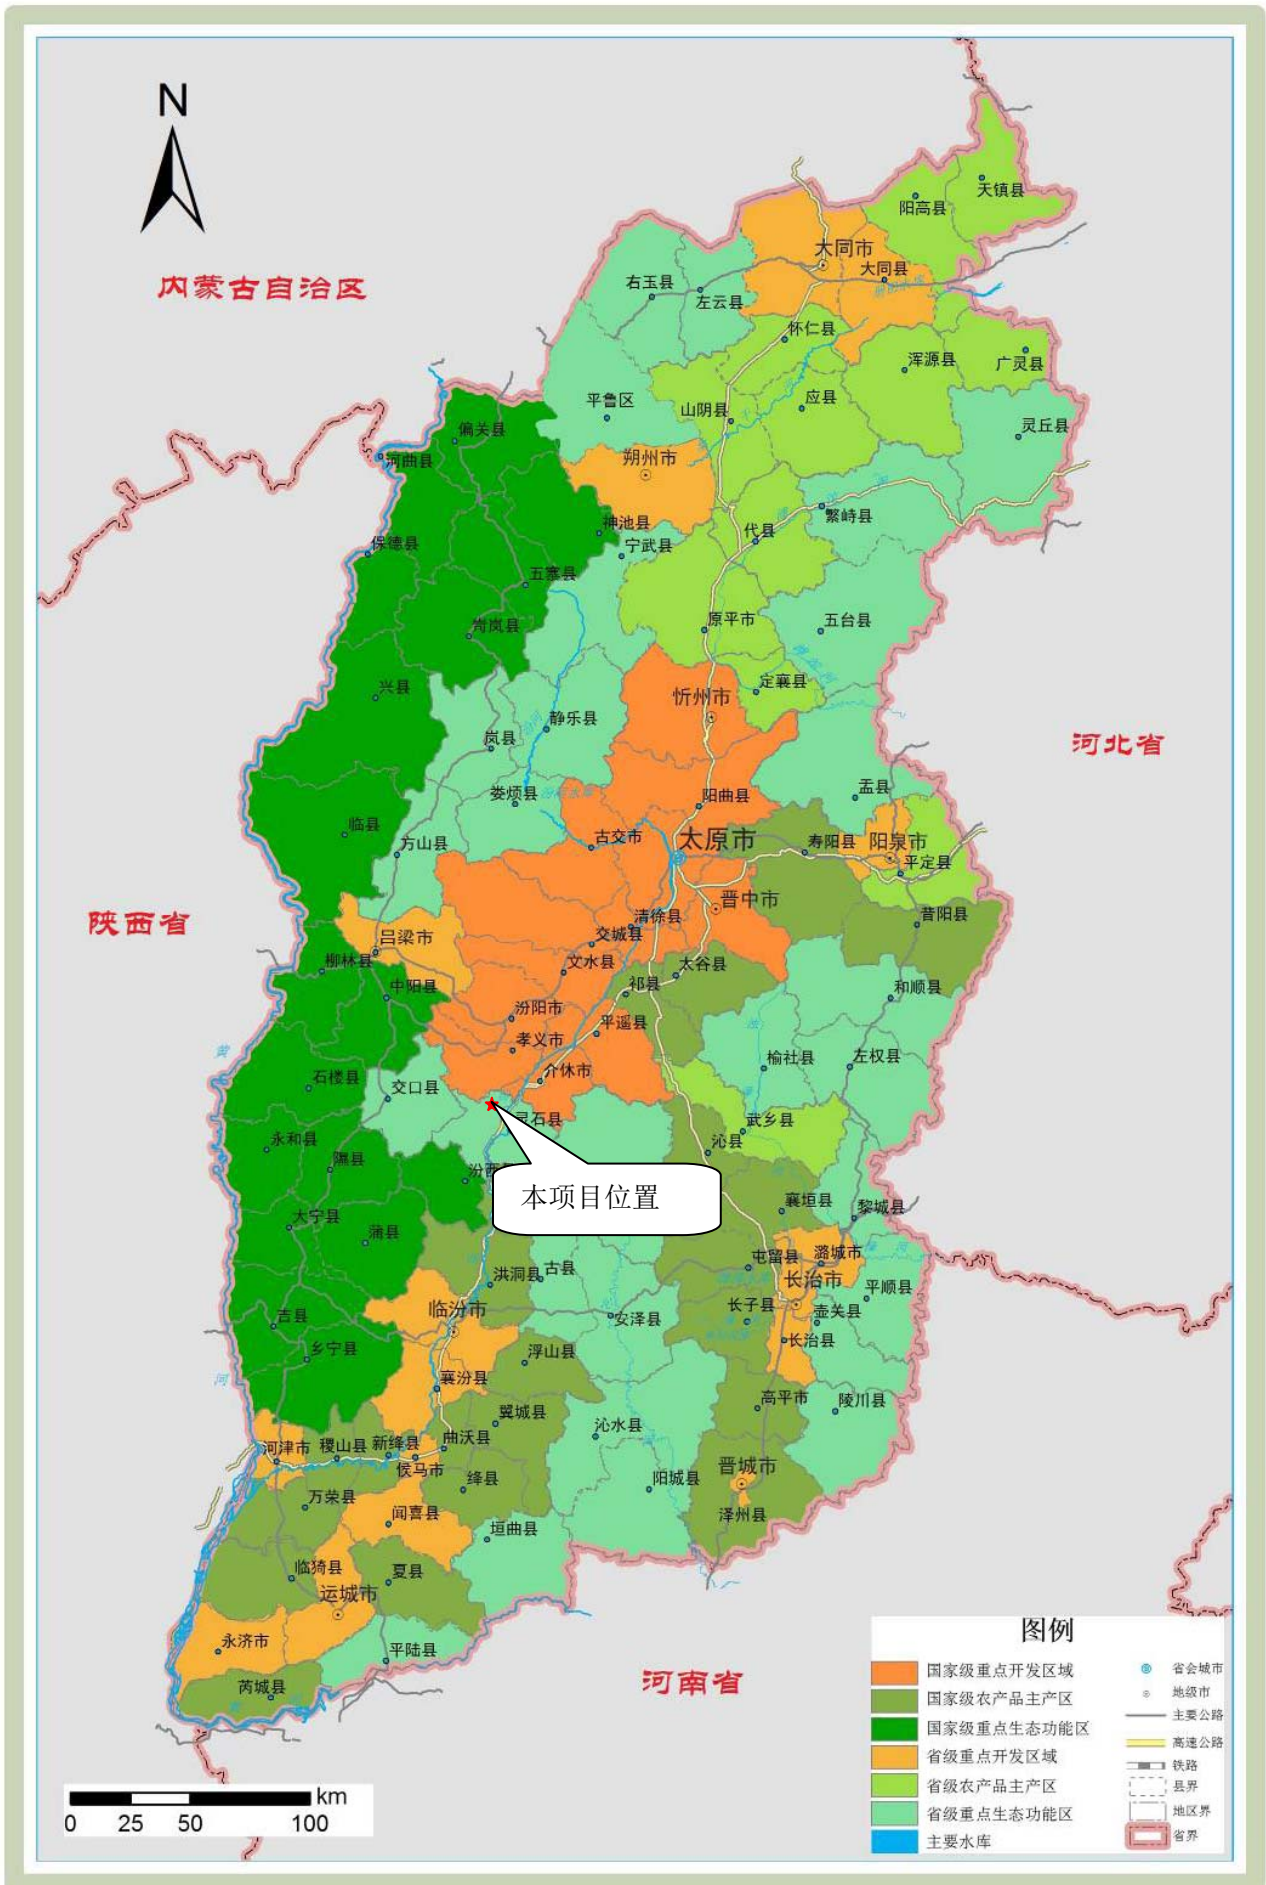 N
内蒙古自治区
天镇县
阳高县
大同市
大同县
右玉县
左云县
怀仁县
浑源县
广灵县
平鲁区
山阴县
应县
灵丘县
偏关县
河曲县
朔州市
神池县
宁武县
代县
繁峙县
保德县
五寨县
岢岚县
原平市
五台县
兴县
忻州市
定襄县
静乐县
岚县
河北省
娄烦县
汾河水库
阳曲县
盂县
临县
方山县
古交市
太原市
寿阳县
阳泉市
平定县
晋中市
陕西省
吕梁市
清徐县
交城县
昔阳县
柳林县
文水县
太谷县
中阳县
祁县
和顺县
汾阳市
平遥县
孝义市
黄
榆社县
左权县
石楼县
交口县
介休市
灵石县
武乡县
永和县
隰县
沁县
汾西
本项目位置
襄垣县
黎城县
大宁县
蒲县
屯留县
潞城市
洪洞县
古县
长治市
平顺县
临汾市
安泽县
长子县
壶关县
吉县
长治县
乡宁县
浮山县
河
襄汾县
高平市
陵川县
翼城县
沁水县
河津市
稷山县
新绛县
曲沃县
侯马市
绛县
阳城县
晋城市
万荣县
闻喜县
泽州县
垣曲县
临猗县
夏县
运城市
永济市
平陆县
芮城县
河南省
图例
国家级重点开发区域
国家级农产品主产区
国家级重点生态功能区
省级重点开发区域
省级农产品主产区
省级重点生态功能区
主要水库
省会城市
地级市
主要公路
高速公路
铁路
县界
地区界
省界
km
0 25 50 100